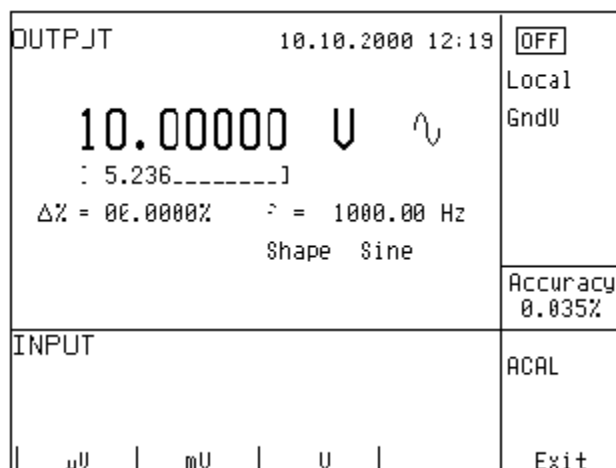 OUTPUT 10.10.2000 12:19
OFF
Local
GndU
10.00000 V
[ 5.236________]
Δ% = 00.0000% F = 1000.00 Hz
Shape Sine
Accuracy
0.035%
INPUT
ACAL
µV mV V
Exit